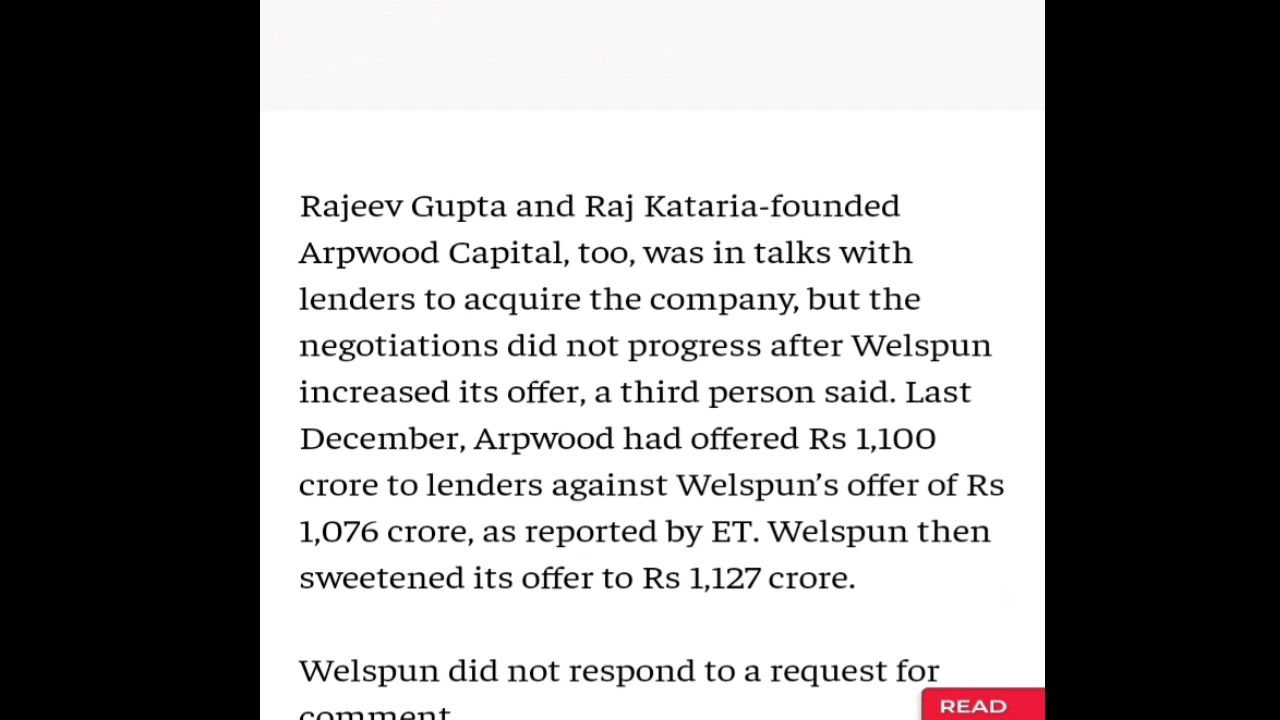 Rajeev Gupta and Raj Kataria-founded
Arpwood Capital, too, was in talks with
lenders to acquire the company, but the
negotiations did not progress after Welspun
increased its offer, a third person said. Last
December, Arpwood had offered Rs 1,100
crore to lenders against Welspun’s offer of Rs
1,076 crore, as reported by ET. Welspun then
sweetened its offer to Rs 1,127 crore.
Welspun did not respond to a request for
comment
READ